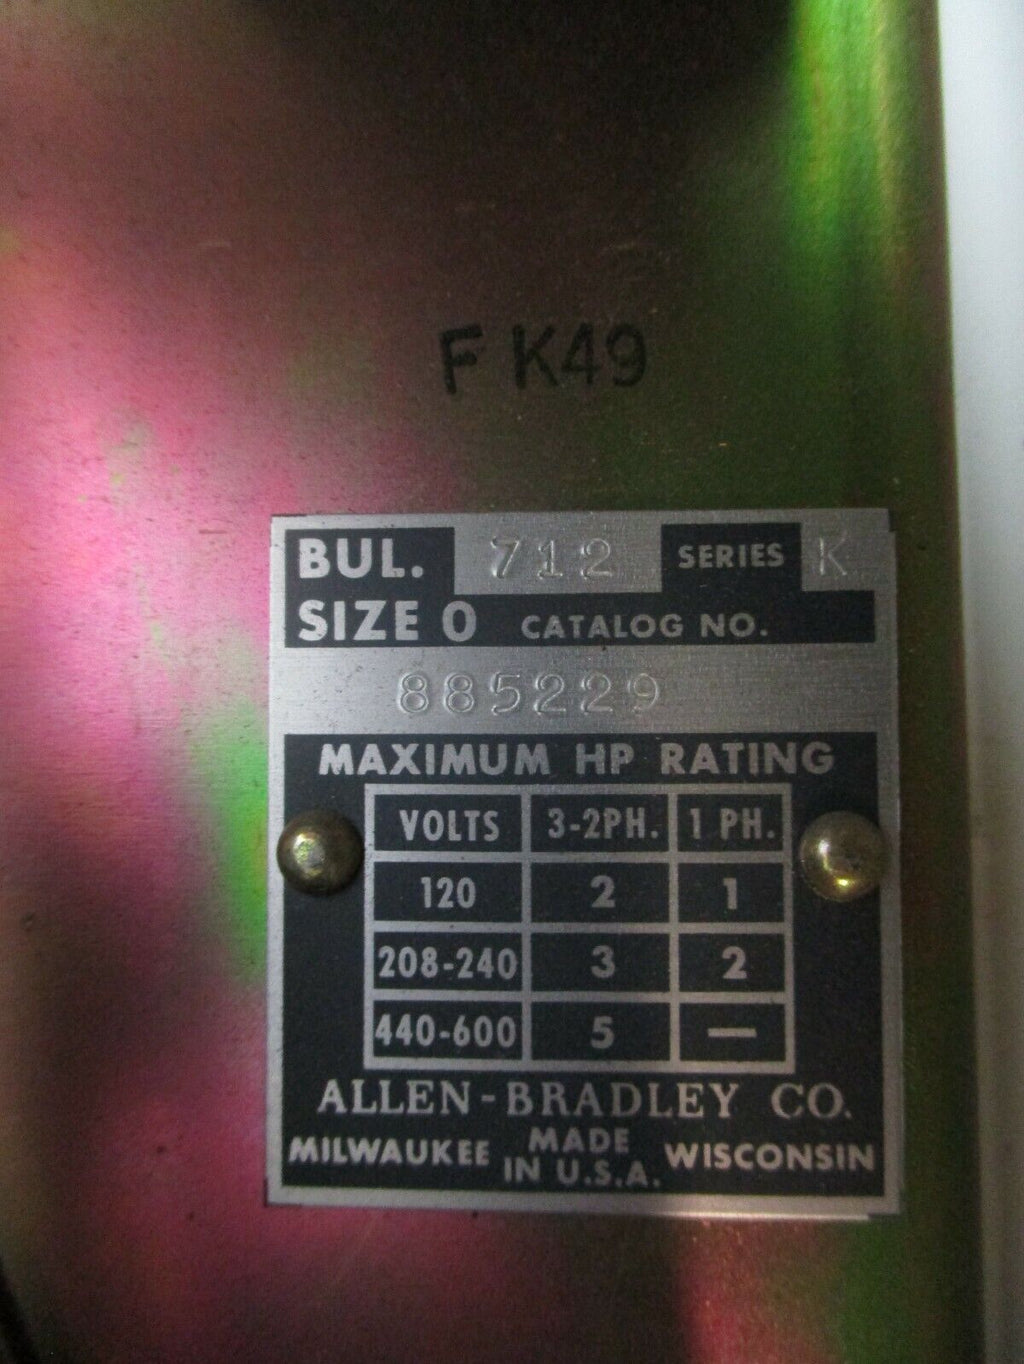 F K49
BUL. 712 SERIES K
SIZE 0 CATALOG NO.
885229
MAXIMUM HP RATING
VOLTS 3-2PH. 1 PH.
120 2 1
208-240 3 2
440-600 5 —
ALLEN-BRADLEY CO.
MILWAUKEE MADE IN U.S.A. WISCONSIN